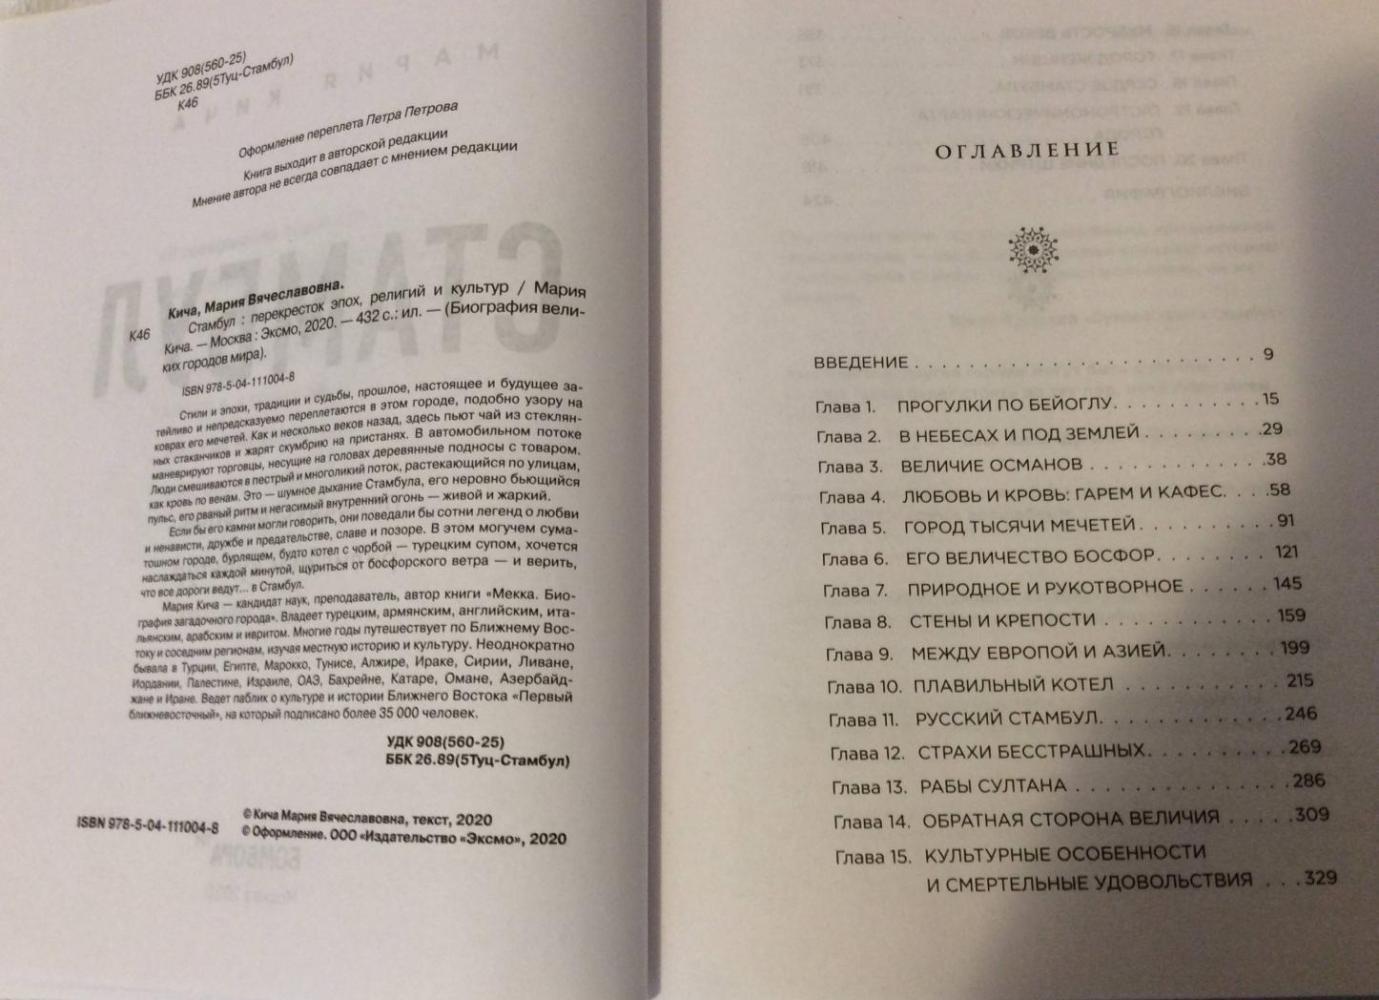 УДК 908(560-25)
ББК 26.89(5Туц-Стамбул)
К46
Оформление переплета Петра Петрова
Книга выходит в авторской редакции
Мнение автора не всегда совпадает с мнением редакции
Кича, Мария Вячеславовна.
К46 Стамбул : перекресток эпох, религий и культур / Мария
Кича. — Москва : Эксмо, 2020. — 432 с.: ил. — (Биография вели-
ких городов мира).
ISBN 978-5-04-111004-8
Стили и эпохи, традиции и судьбы, прошлое, настоящее и будущее за-
тейливо и непредсказуемо переплетаются в этом городе, подобно узору на
коврах его мечетей. Как и несколько веков назад, здесь пьют чай из стеклян-
ных стаканчиков и жарят скумбрию на пристанях. В автомобильном потоке
маневрируют торговцы, несущие на головах деревянные подносы с товаром.
Люди смешиваются в пестрый и многоликий поток, растекающийся по улицам,
как кровь по венам. Это — шумное дыхание Стамбула, его неровно бьющийся
пульс, его рваный ритм и негасимый внутренний огонь — живой и жаркий.
Если бы его камни могли говорить, они поведали бы сотни легенд о любви
и ненависти, дружбе и предательстве, славе и позоре. В этом могучем сума-
тошном городе, бурлящем, будто котел с чорбой — турецким супом, хочется
наслаждаться каждой минутой, щуриться от босфорского ветра — и верить,
что все дороги ведут... в Стамбул.
Мария Кича — кандидат наук, преподаватель, автор книги «Мекка. Био-
графия загадочного города». Владеет турецким, армянским, английским, ита-
льянским, арабским и ивритом. Многие годы путешествует по Ближнему Вос-
току и соседним регионам, изучая местную историю и культуру. Неоднократно
бывала в Турции, Египте, Марокко, Тунисе, Алжире, Ираке, Сирии, Ливане,
Иордании, Палестине, Израиле, ОАЭ, Бахрейне, Катаре, Омане, Азербайд-
жане и Иране. Ведет паблик о культуре и истории Ближнего Востока «Первый
ближневосточный», на который подписано более 35 000 человек.
УДК 908(560-25)
ББК 26.89(5Туц-Стамбул)
© Кича Мария Вячеславовна, текст, 2020
ISBN 978-5-04-111004-8 © Оформление. ООО «Издательство «Эксмо», 2020
ОГЛАВЛЕНИЕ
ВВЕДЕНИЕ . . . . . . . . . . . . . . . . . . . . . . . . . 9
Глава 1. ПРОГУЛКИ ПО БЕЙОГЛУ. . . . . . . . . . . . 15
Глава 2. В НЕБЕСАХ И ПОД ЗЕМЛЕЙ . . . . . . . . . .29
Глава 3. ВЕЛИЧИЕ ОСМАНОВ . . . . . . . . . . . . .38
Глава 4. ЛЮБОВЬ И КРОВЬ: ГАРЕМ И КАФЕС. . . . .58
Глава 5. ГОРОД ТЫСЯЧИ МЕЧЕТЕЙ . . . . . . . . . . 91
Глава 6. ЕГО ВЕЛИЧЕСТВО БОСФОР. . . . . . . . 121
Глава 7. ПРИРОДНОЕ И РУКОТВОРНОЕ . . . . . . 145
Глава 8. СТЕНЫ И КРЕПОСТИ . . . . . . . . . . . . 159
Глава 9. МЕЖДУ ЕВРОПОЙ И АЗИЕЙ. . . . . . . . 199
Глава 10. ПЛАВИЛЬНЫЙ КОТЕЛ . . . . . . . . . . . 215
Глава 11. РУССКИЙ СТАМБУЛ. . . . . . . . . . . . .246
Глава 12. СТРАХИ БЕССТРАШНЫХ. . . . . . . . . .269
Глава 13. РАБЫ СУЛТАНА . . . . . . . . . . . . . .286
Глава 14. ОБРАТНАЯ СТОРОНА ВЕЛИЧИЯ . . . . .309
Глава 15. КУЛЬТУРНЫЕ ОСОБЕННОСТИ
И СМЕРТЕЛЬНЫЕ УДОВОЛЬСТВИЯ . . . .329